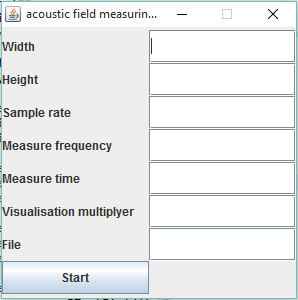 acoustic field measurin...
Width
Height
Sample rate
Measure frequency
Measure time
Visualisation multiplyer
File
Start